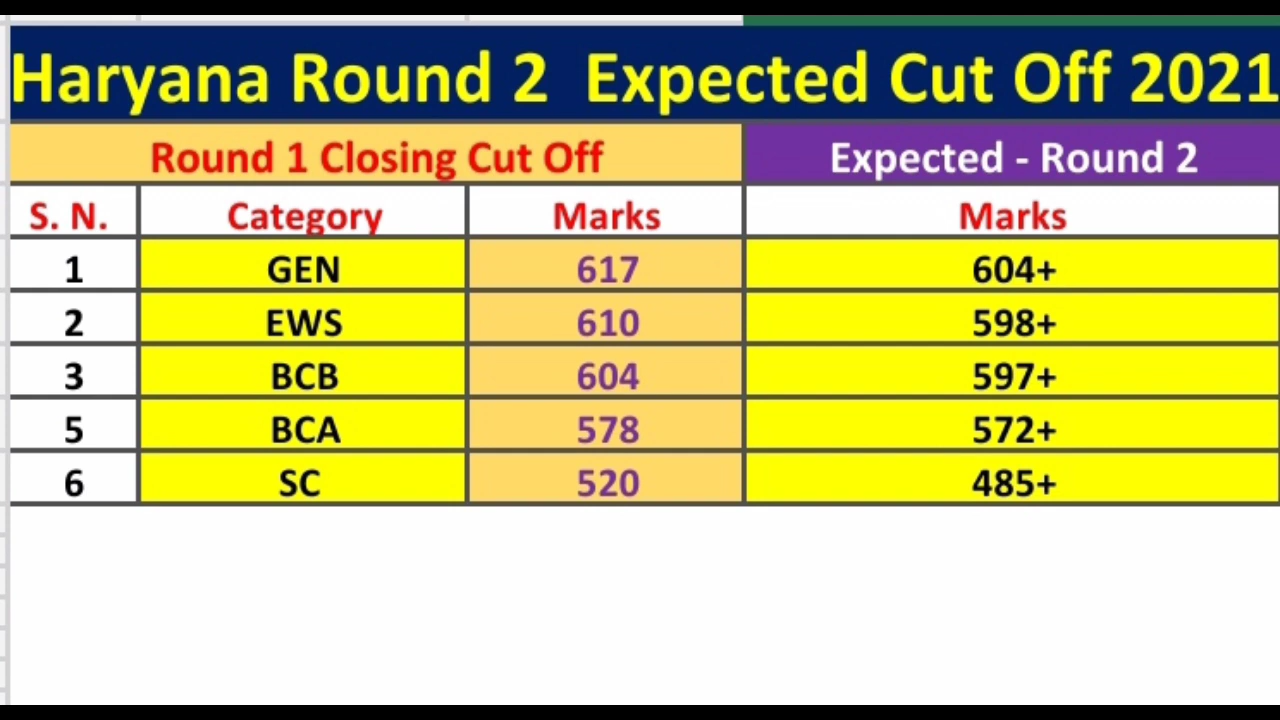 Haryana Round 2 Expected Cut Off 2021
Round 1 Closing Cut Off Expected - Round 2
S. N. Category Marks Marks
1 GEN 617 604+
2 EWS 610 598+
3 BCB 604 597+
5 BCA 578 572+
6 SC 520 485+